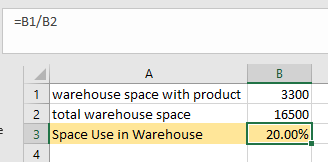 =B1/B2
A B
1 warehouse space with product 3300
2 total warehouse space 16500
3 Space Use in Warehouse 20.00%
4